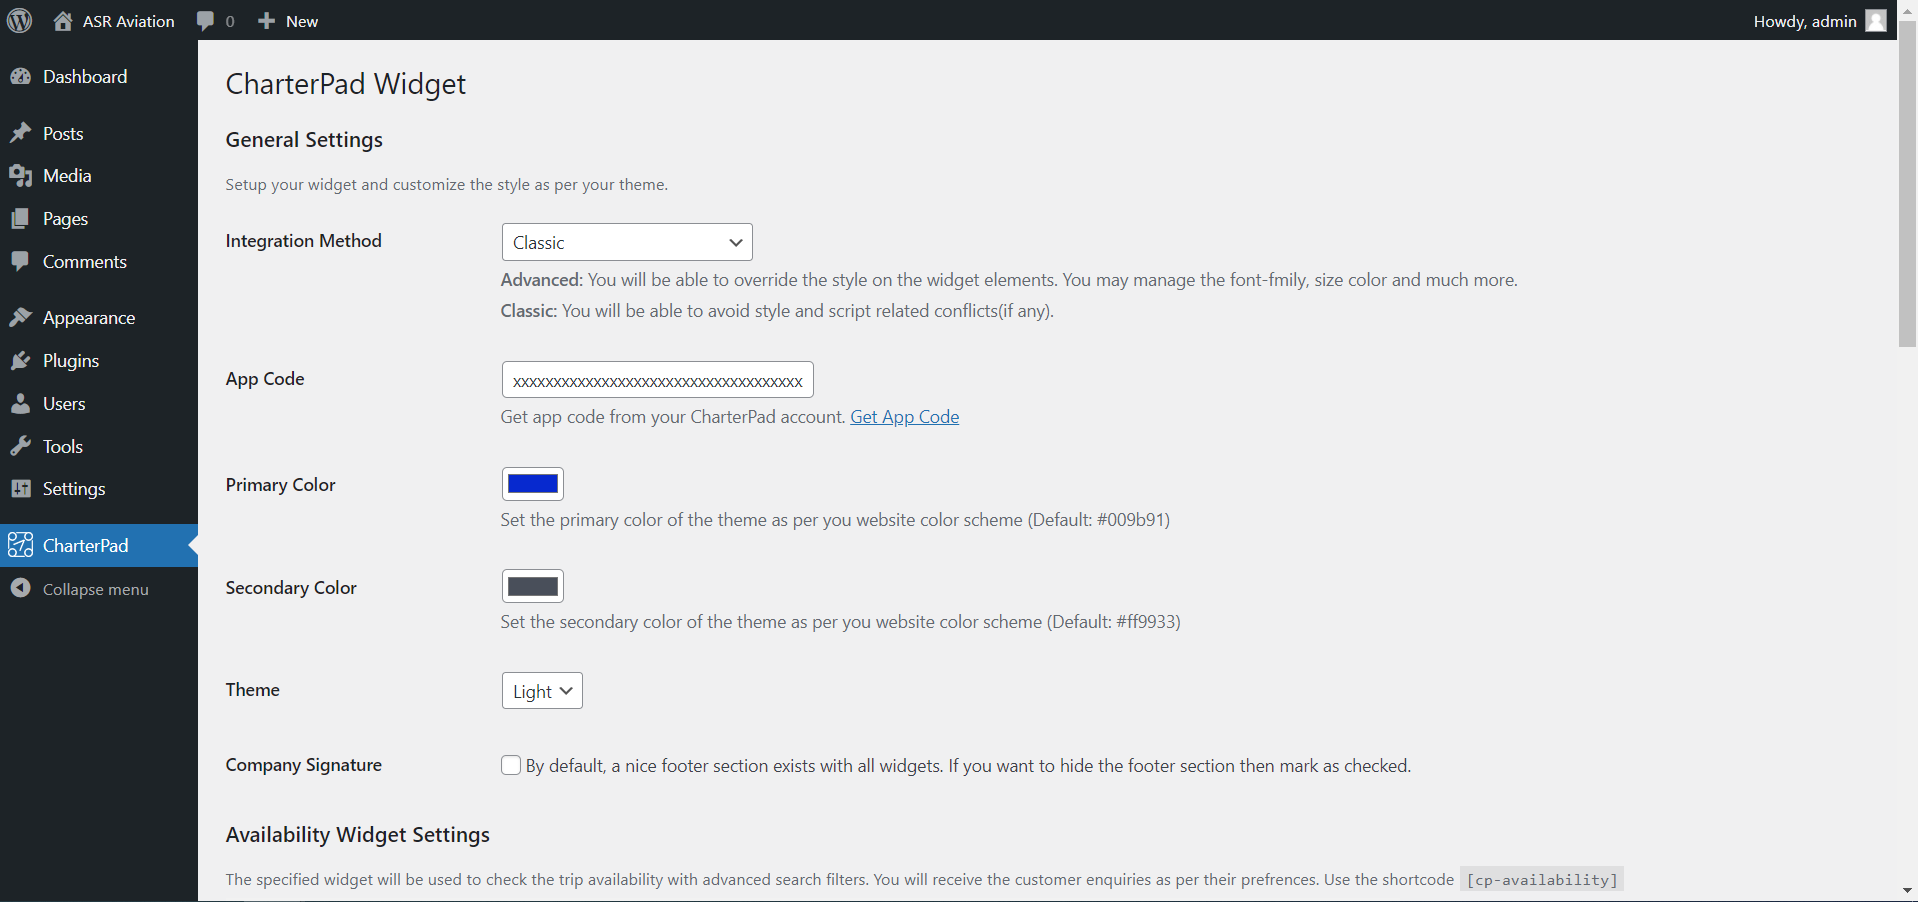 ASR Aviation 0 New Howdy, admin
Dashboard
Posts
Media
Pages
Comments
Appearance
Plugins
Users
Tools
Settings
CharterPad
Collapse menu
CharterPad Widget
General Settings
Setup your widget and customize the style as per your theme.
Integration Method Classic
Advanced: You will be able to override the style on the widget elements. You may manage the font-fmily, size color and much more.
Classic: You will be able to avoid style and script related conflicts(if any).
App Code xxxxxxxxxxxxxxxxxxxxxxxxxxxxxxxxxxxx
Get app code from your CharterPad account. Get App Code
Primary Color
Set the primary color of the theme as per you website color scheme (Default: #009b91)
Secondary Color
Set the secondary color of the theme as per you website color scheme (Default: #ff9933)
Theme Light
Company Signature By default, a nice footer section exists with all widgets. If you want to hide the footer section then mark as checked.
Availability Widget Settings
The specified widget will be used to check the trip availability with advanced search filters. You will receive the customer enquiries as per their prefrences. Use the shortcode [cp-availability]